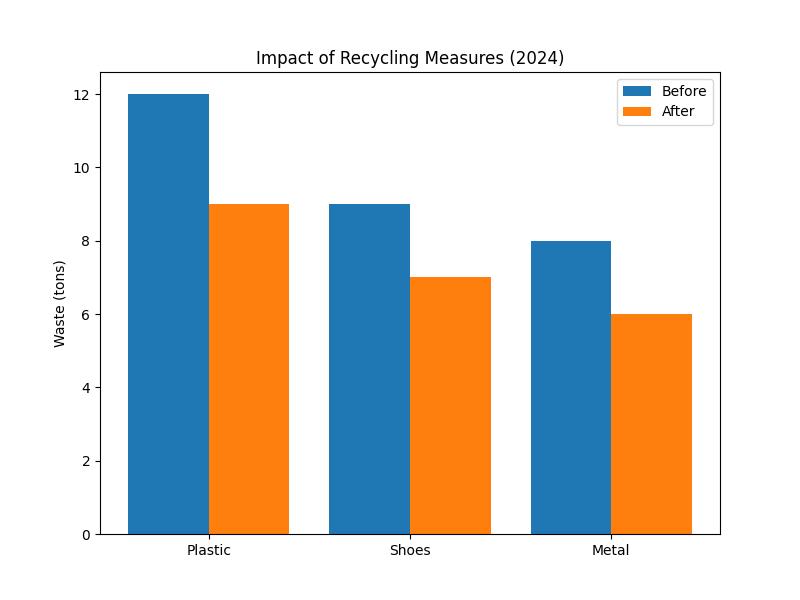 Impact of Recycling Measures (2024)
Before
After
Waste (tons)
12
10
8
6
4
2
0
Plastic
Shoes
Metal